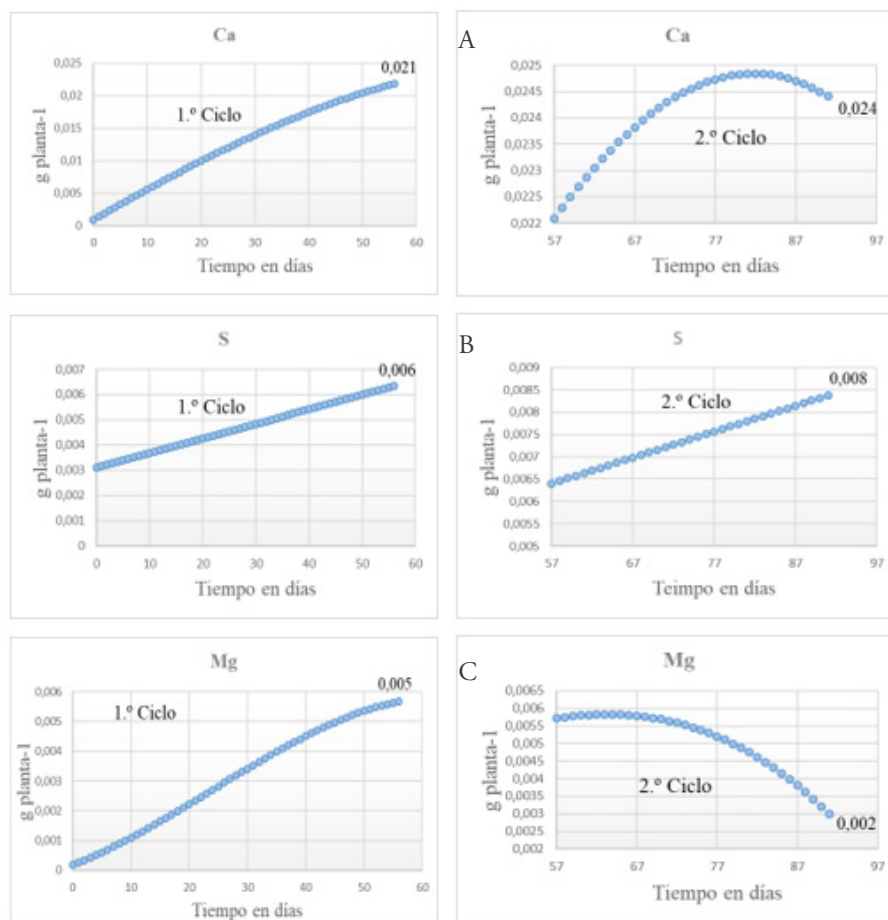 Ca
0,025
0,02
0,015
0,01
0,005
0
0,021
1.º Ciclo
g planta-1
0 10 20 30 40 50 60
Tiempo en días
A
Ca
0,025
0,0245
0,024
0,0235
0,023
0,0225
0,022
0,024
2.º Ciclo
57 67 77 87 97
Tiempo en días
g planta-1
S
0,007
0,006
0,005
0,004
0,003
0,002
0,001
0
0,006
1.º Ciclo
g planta-1
0 10 20 30 40 50 60
Tiempo en días
B
S
0,009
0,0085
0,008
0,0075
0,007
0,0065
0,006
0,0055
0,005
0,008
2.º Ciclo
g planta-1
57 67 77 87 97
Teimpo en días
Mg
0,006
0,005
0,004
0,003
0,002
0,001
0
0,005
1.º Ciclo
g planta-1
0 10 20 30 40 50 60
Tiempo en días
C
Mg
0,0065
0,006
0,0055
0,005
0,0045
0,004
0,0035
0,003
0,0025
0,002
0,002
2.º Ciclo
g planta-1
57 67 77 87 97
Tiempo en días